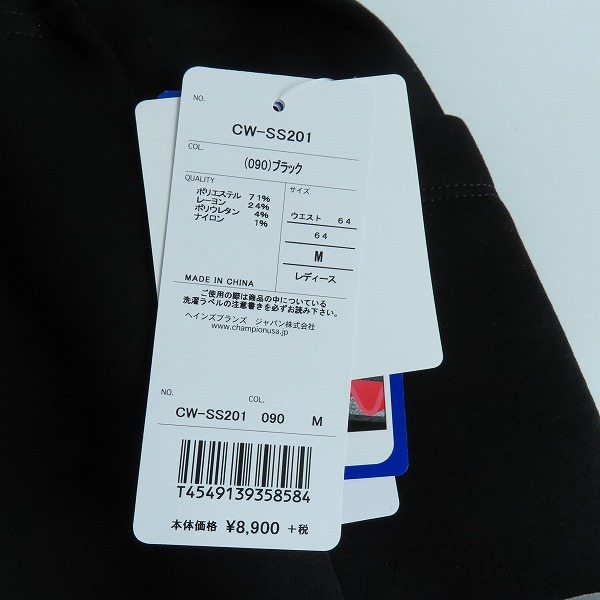 NO.
CW-SS201
COL.
(090)ブラック
QUALITY
ポリエステル 71%
レーヨン 24%
ポリウレタン 4%
ナイロン 1%
サイズ
ウエスト 64
64
M
レディース
MADE IN CHINA
ご使用の際は商品の中についている
洗濯ラベルの注意書きを必ずお読み下さい。
ヘインズブランズ ジャパン株式会社
www.championusa.jp
NO. COL.
CW-SS201 090 M
T4549139358584
本体価格 ¥8,900 +税